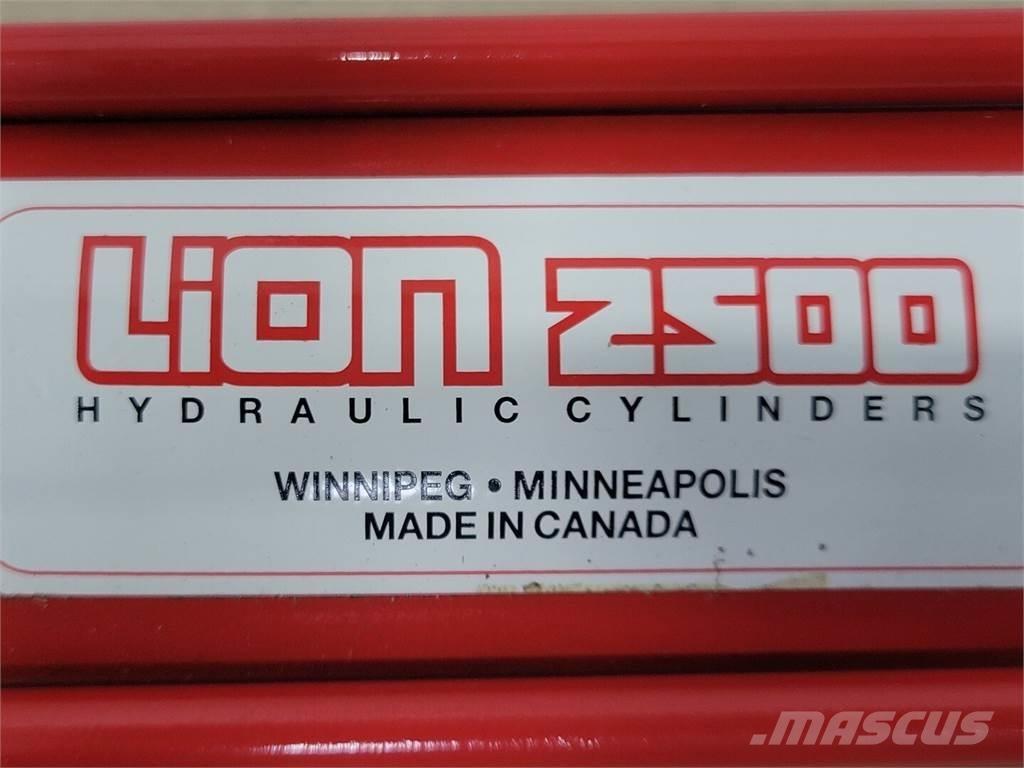 LiON 2500
HYDRAULIC CYLINDERS
WINNIPEG • MINNEAPOLIS
MADE IN CANADA
MASCUS